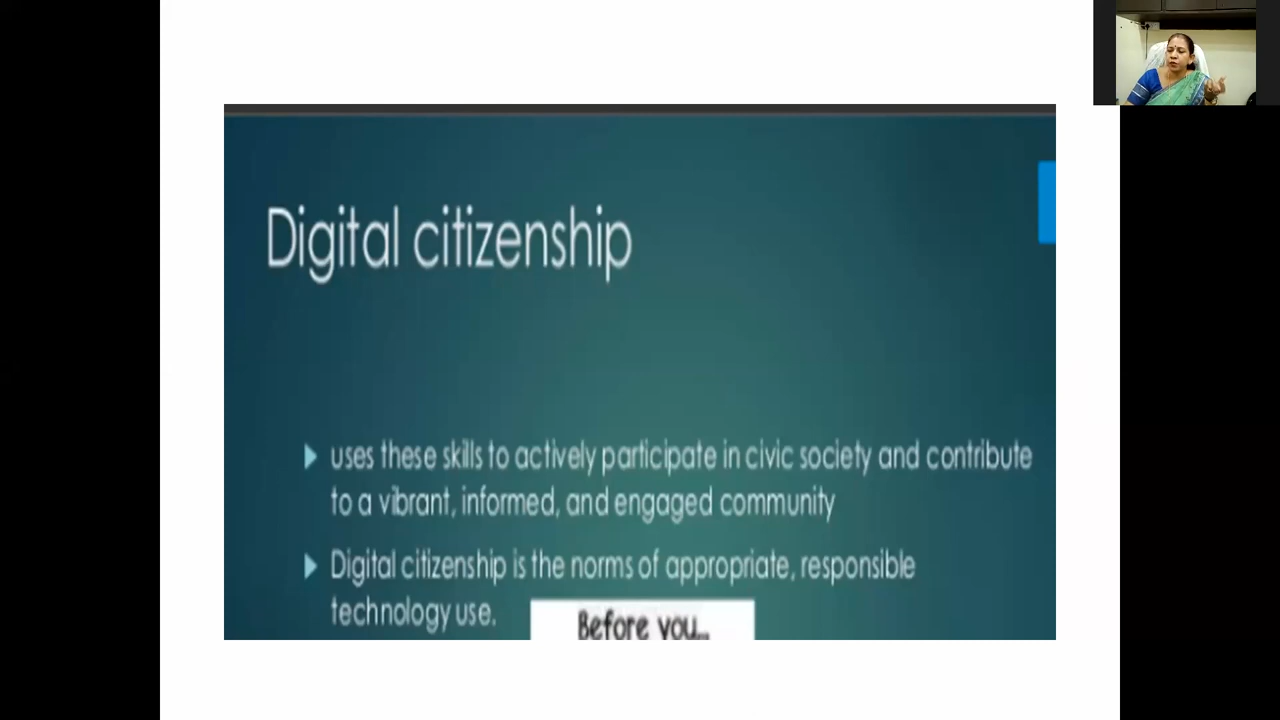 Digital citizenship
uses these skills to actively participate in civic society and contribute
to a vibrant, informed, and engaged community
Digital citizenship is the norms of appropriate, responsible
technology use.
Before you...